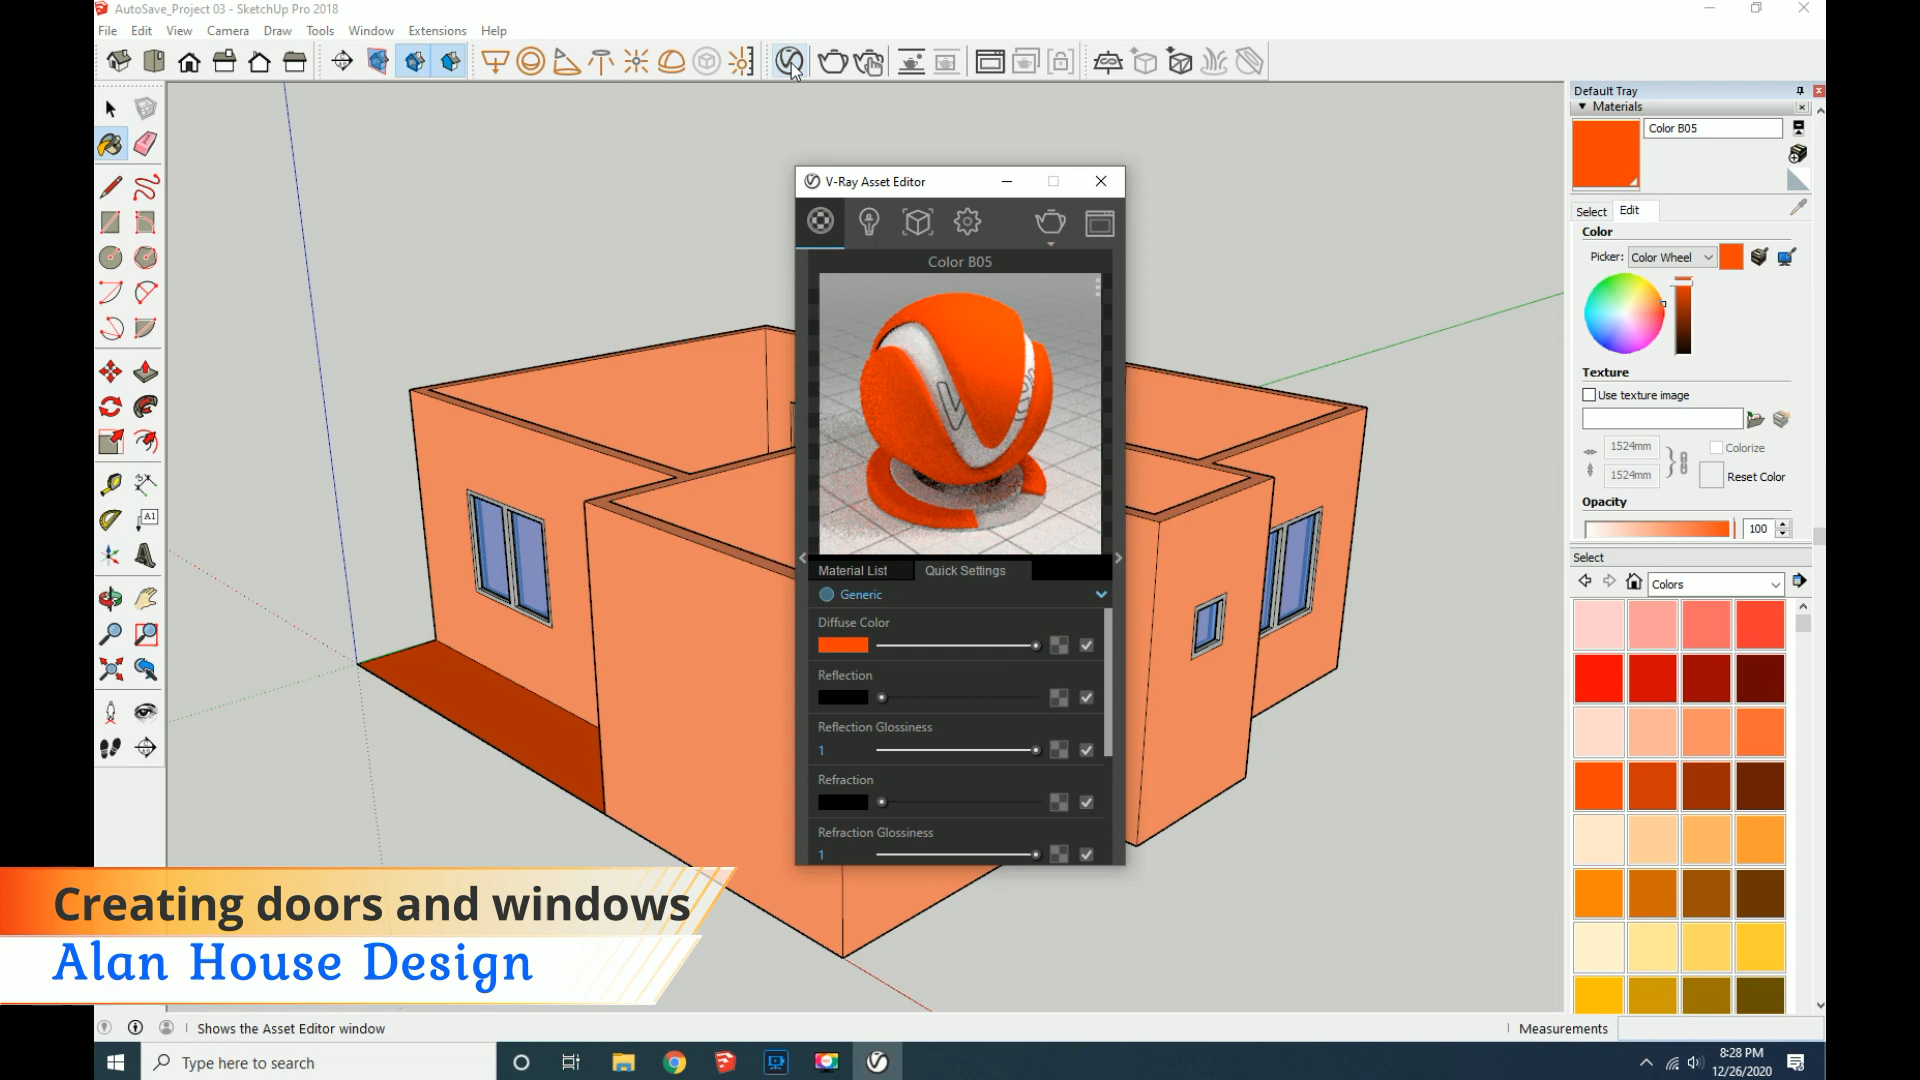 AutoSave_Project 03 - SketchUp Pro 2018
File Edit View Camera Draw Tools Window Extensions Help
Default Tray
Materials
Color B05
Select Edit
Color
Picker: Color Wheel
Texture
Use texture image
1524mm
Colorize
1524mm
Reset Color
Opacity
100
Select
Colors
A1
V-Ray Asset Editor
Color B05
Material List Quick Settings
Generic
Diffuse Color
Reflection
Reflection Glossiness
1
Refraction
Refraction Glossiness
1
Creating doors and windows
Alan House Design
Shows the Asset Editor window
Measurements
Type here to search
8:28 PM
12/26/2020